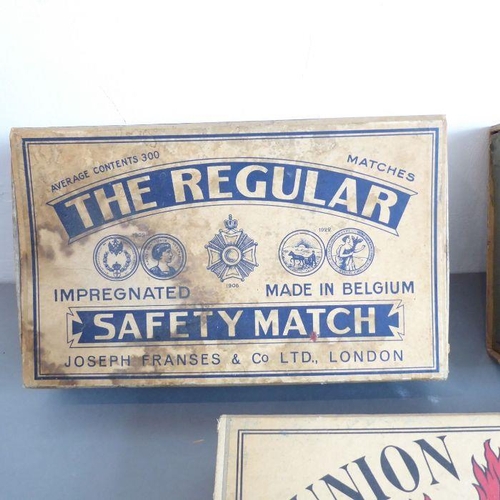 AVERAGE CONTENTS 300 MATCHES
THE REGULAR
1906
IMPREGNATED MADE IN BELGIUM
SAFETY MATCH
JOSEPH FRANSES & Co LTD., LONDON
UNION